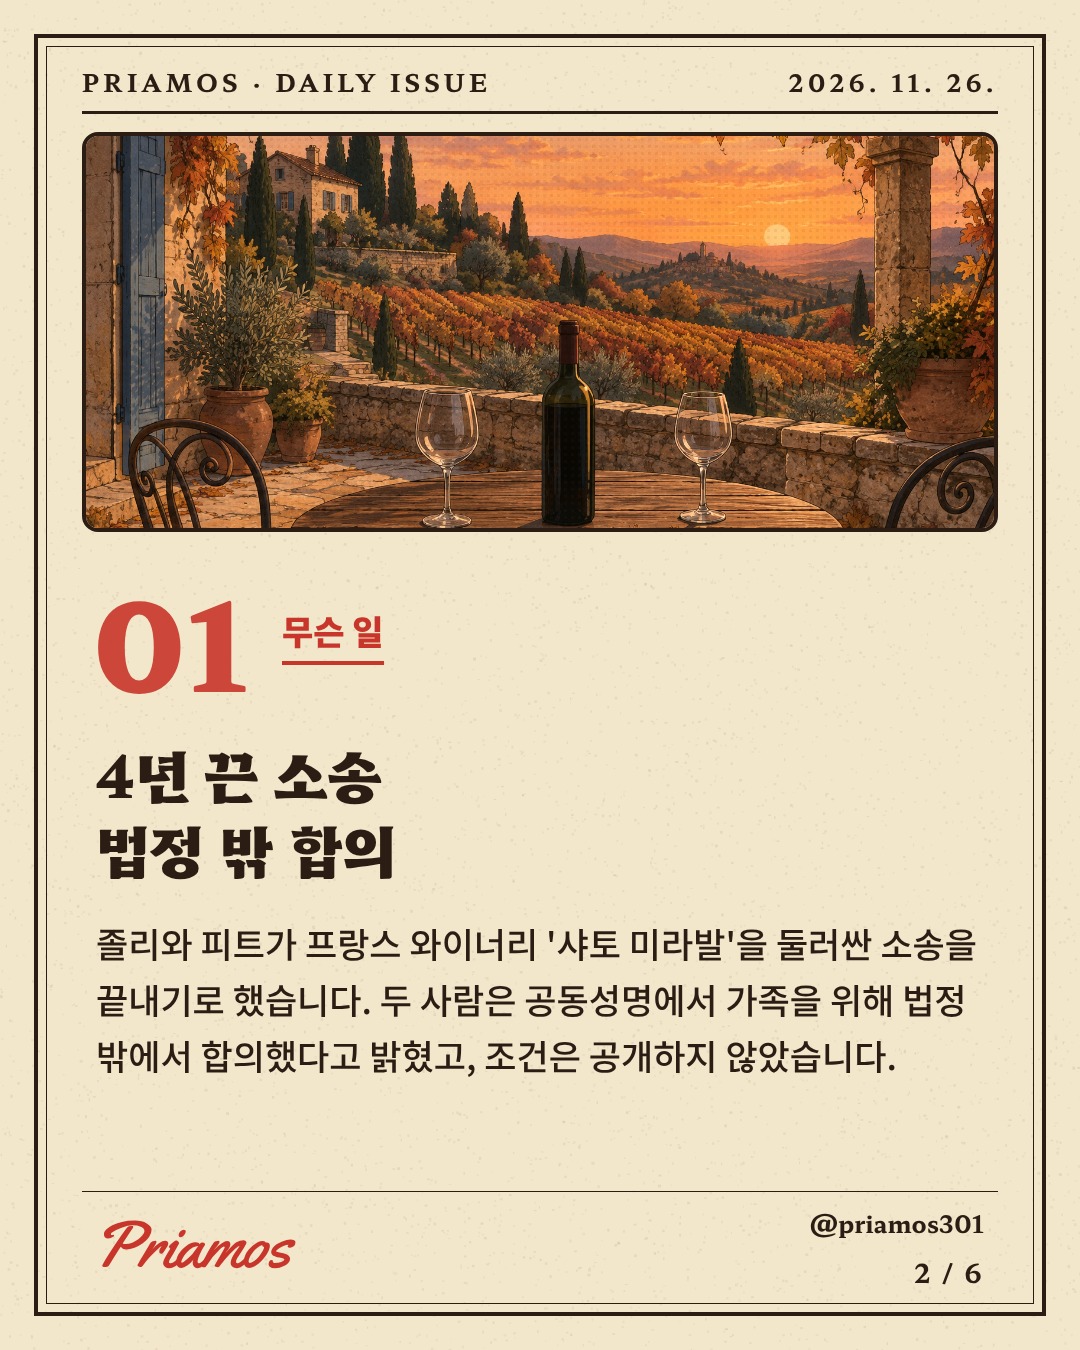 PRIAMOS · DAILY ISSUE
2026. 11. 26.
01
무슨 일
4년 끈 소송
법정 밖 합의
졸리와 피트가 프랑스 와이너리 '샤토 미라발'을 둘러싼 소송을
끝내기로 했습니다. 두 사람은 공동성명에서 가족을 위해 법정
밖에서 합의했다고 밝혔고, 조건은 공개하지 않았습니다.
Priamos
@priamos301
2 / 6